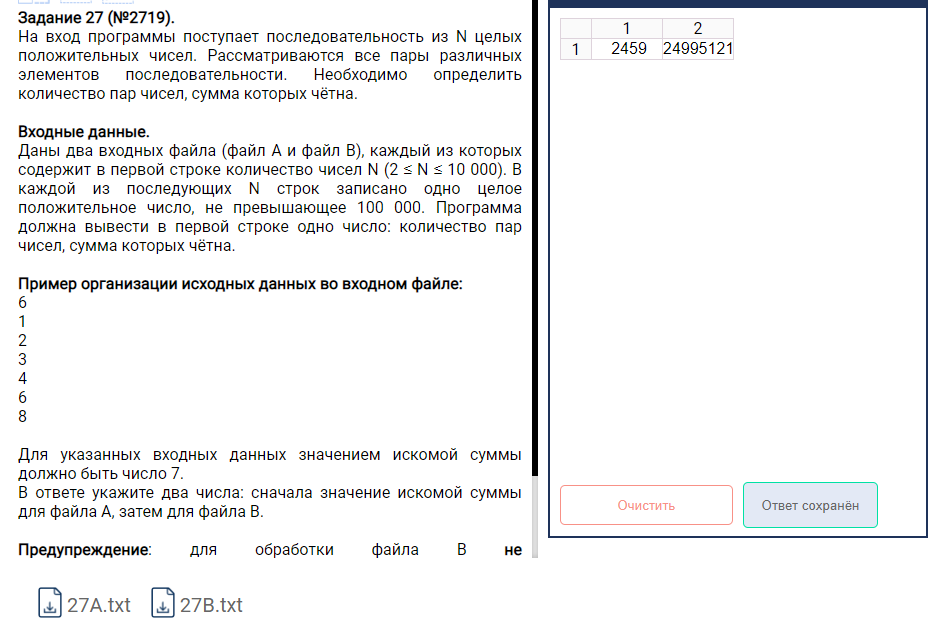 Задание 27 (№2719).
На вход программы поступает последовательность из N целых
положительных чисел. Рассматриваются все пары различных
элементов последовательности. Необходимо определить
количество пар чисел, сумма которых чётна.
Входные данные.
Даны два входных файла (файл A и файл B), каждый из которых
содержит в первой строке количество чисел N (2 ≤ N ≤ 10 000). В
каждой из последующих N строк записано одно целое
положительное число, не превышающее 100 000. Программа
должна вывести в первой строке одно число: количество пар
чисел, сумма которых чётна.
Пример организации исходных данных во входном файле:
6
1
2
3
4
6
8
Для указанных входных данных значением искомой суммы
должно быть число 7.
В ответе укажите два числа: сначала значение искомой суммы
для файла A, затем для файла B.
Предупреждение: для обработки файла B не
27A.txt 27B.txt
1 2
1 2459 24995121
Очистить Ответ сохранён